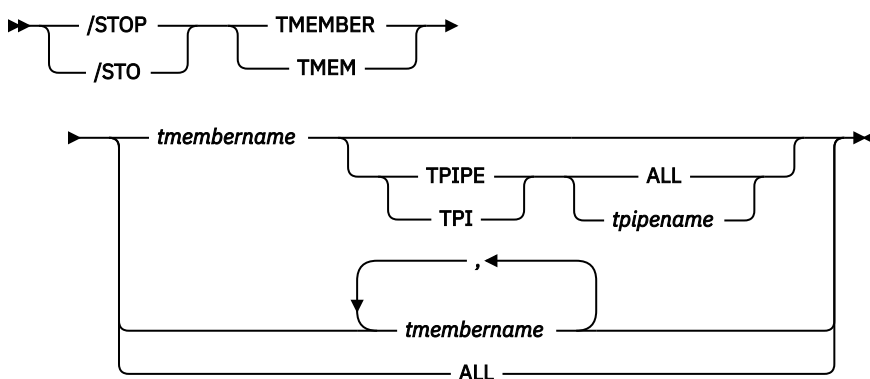 /STOP TMEMBER
/STO TMEM
tmembername
TPIPE ALL
TPI tpipename
,
tmembername
ALL